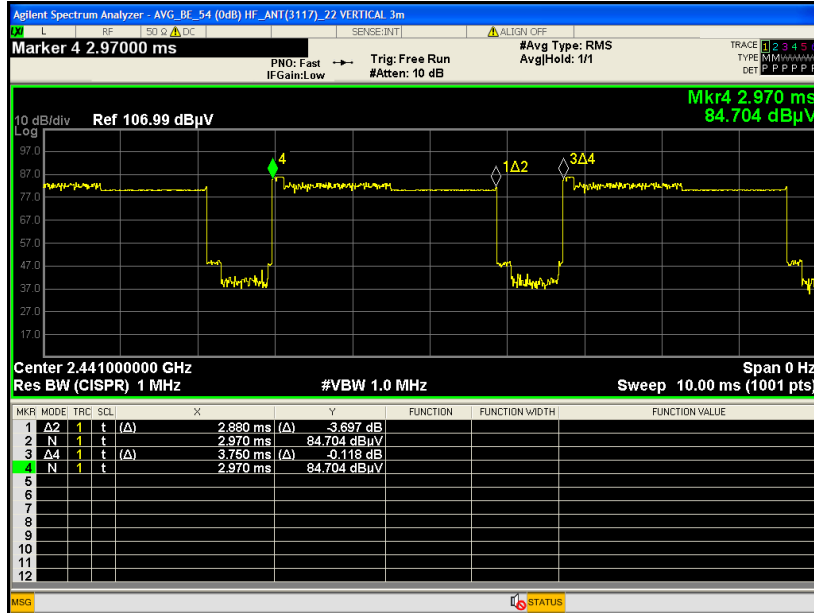 Agilent Spectrum Analyzer - AVG_BE_54 (0dB) HF_ANT(3117)_22 VERTICAL 3m
LXI L RF 50 Ω DC SENSE:INT ALIGN OFF
Marker 4 2.97000 ms
PNO: Fast
IFGain:Low
Trig: Free Run
#Atten: 10 dB
#Avg Type: RMS
Avg|Hold: 1/1
TRACE 1 2 3 4 5 6
TYPE MM
DET P P P P P P
Mkr4 2.970 ms
84.704 dBµV
10 dB/div Ref 106.99 dBµV
Log
97.0
87.0
77.0
67.0
57.0
47.0
37.0
27.0
17.0
4
1Δ2
3Δ4
Center 2.441000000 GHz
Span 0 Hz
Res BW (CISPR) 1 MHz #VBW 1.0 MHz Sweep 10.00 ms (1001 pts)
MKR MODE TRC SCL X Y FUNCTION FUNCTION WIDTH FUNCTION VALUE
1 Δ2 1 t (Δ) 2.880 ms (Δ) -3.697 dB
2 N 1 t 2.970 ms 84.704 dBµV
3 Δ4 1 t (Δ) 3.750 ms (Δ) -0.118 dB
4 N 1 t 2.970 ms 84.704 dBµV
5
6
7
8
9
10
11
12
MSG STATUS